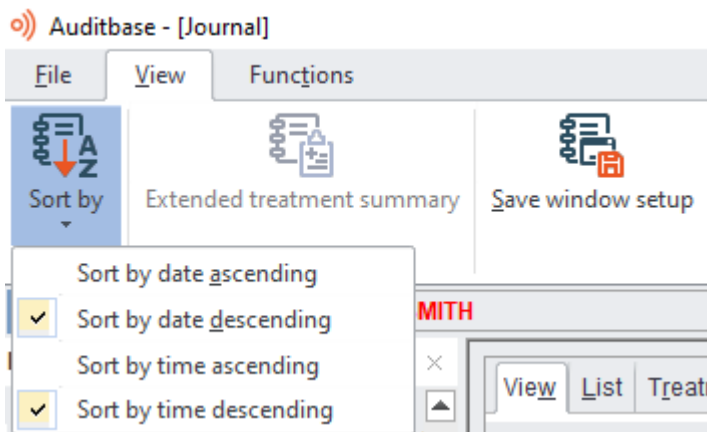 Auditbase - [Journal]
File View Functions
A
Z
Sort by Extended treatment summary Save window setup
Sort by date ascending
Sort by date descending
MITH
Sort by time ascending
View List
Sort by time descending